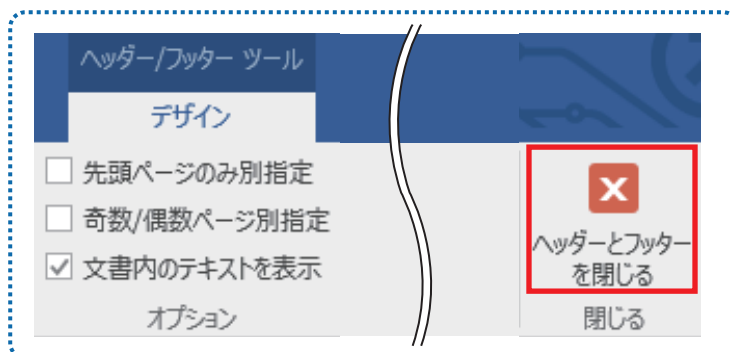 ヘッダー/フッター ツール
デザイン
先頭ページのみ別指定
奇数/偶数ページ別指定
文書内のテキストを表示
オプション
ヘッダーとフッター
を閉じる
閉じる